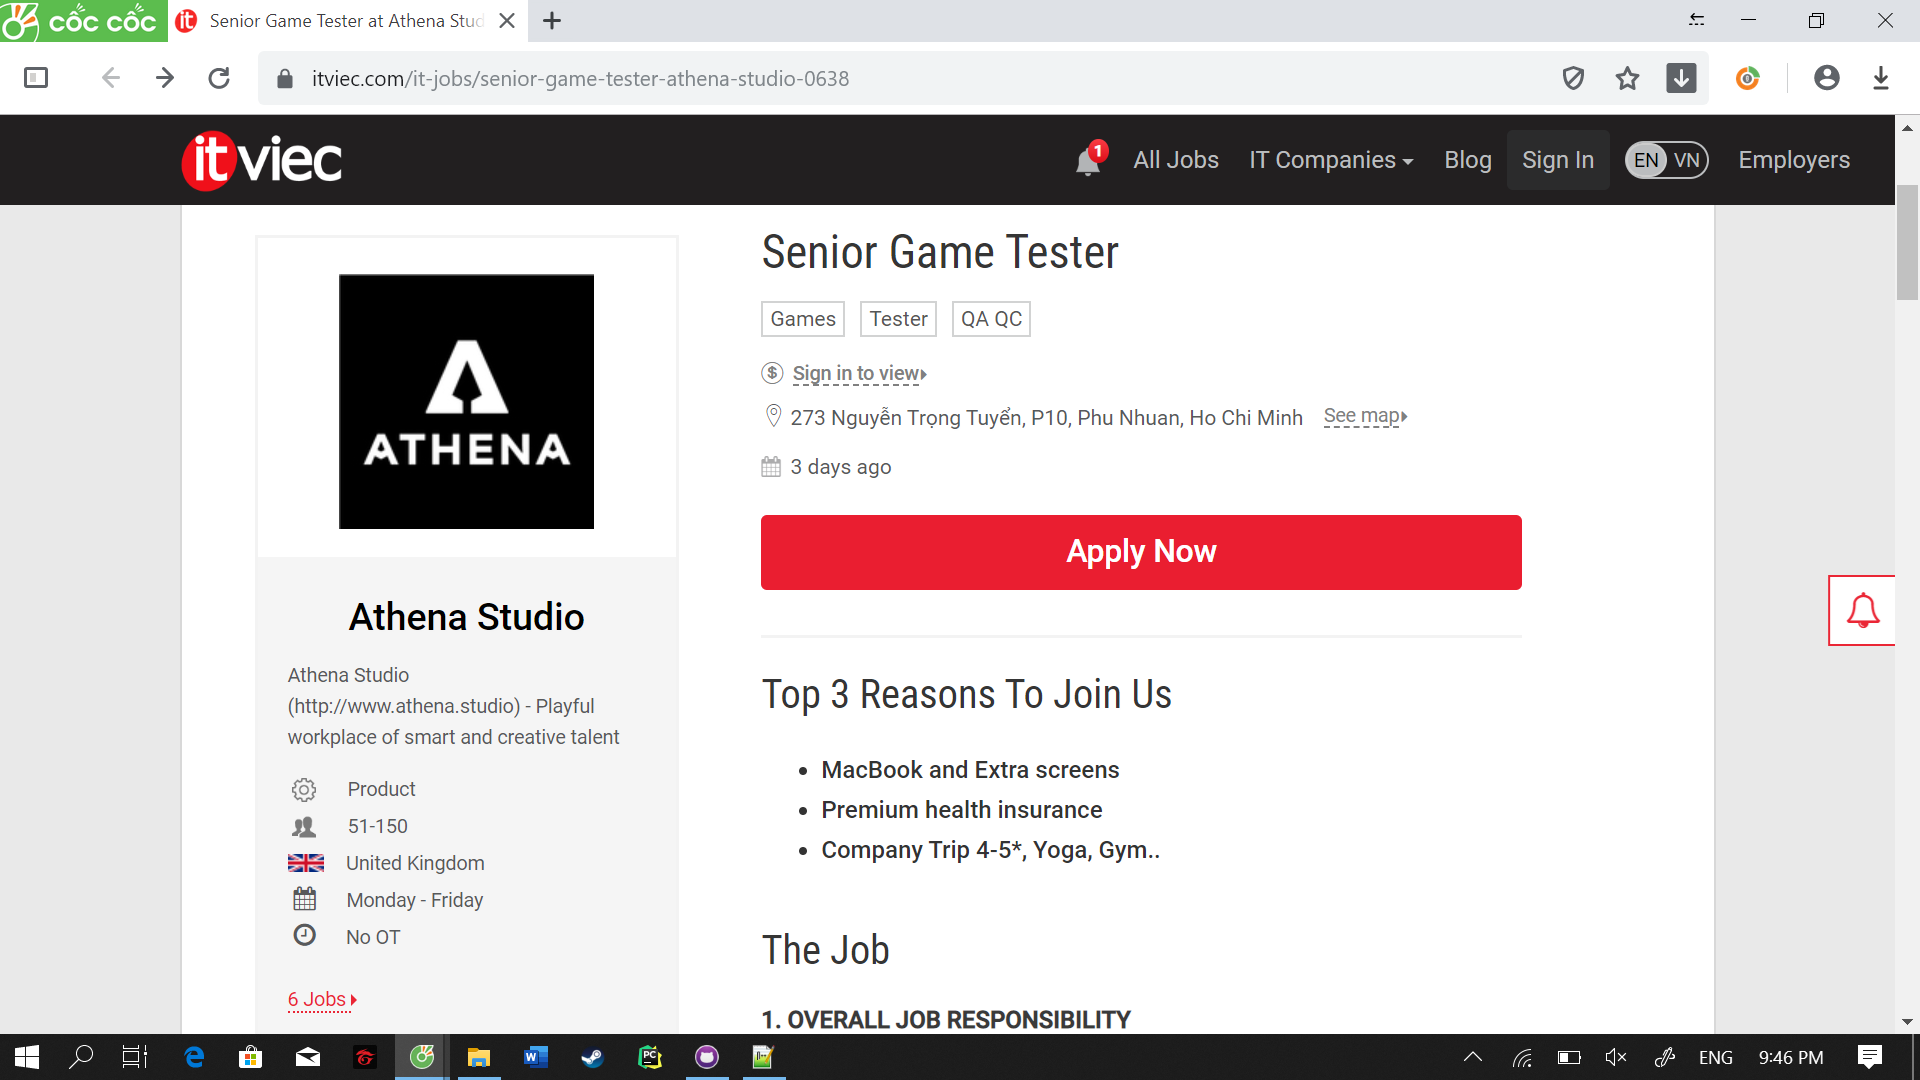 cốc cốc
it
Senior Game Tester at Athena Stud
itviec.com/it-jobs/senior-game-tester-athena-studio-0638
itviec
1
All Jobs
IT Companies
Blog
Sign In
EN VN
Employers
ATHENA
Athena Studio
Athena Studio
(http://www.athena.studio) - Playful
workplace of smart and creative talent
Product
51-150
United Kingdom
Monday - Friday
No OT
6 Jobs
Senior Game Tester
Games
Tester
QA QC
$ Sign in to view
273 Nguyễn Trọng Tuyển, P10, Phu Nhuan, Ho Chi Minh
See map
3 days ago
Apply Now
Top 3 Reasons To Join Us
• MacBook and Extra screens
• Premium health insurance
• Company Trip 4-5*, Yoga, Gym..
The Job
1. OVERALL JOB RESPONSIBILITY
W
PC
ENG
9:46 PM